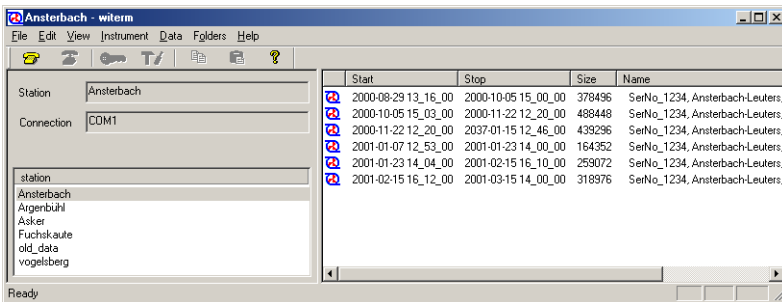 Ansterbach - witerm
File Edit View Instrument Data Folders Help
Station Ansterbach
Connection COM1
station
Ansterbach
Argenbühl
Asker
Fuchskaute
old_data
vogelsberg
Start Stop Size Name
2000-08-29 13_16_00 2000-10-05 15_00_00 378496 SerNo_1234, Ansterbach-Leuters,
2000-10-05 15_03_00 2000-11-22 12_20_00 488448 SerNo_1234, Ansterbach-Leuters,
2000-11-22 12_20_00 2037-01-15 12_46_00 439296 SerNo_1234, Ansterbach-Leuters,
2001-01-07 12_53_00 2001-01-23 14_00_00 164352 SerNo_1234, Ansterbach-Leuters,
2001-01-23 14_04_00 2001-02-15 16_10_00 259072 SerNo_1234, Ansterbach-Leuters,
2001-02-15 16_12_00 2001-03-15 14_00_00 318976 SerNo_1234, Ansterbach-Leuters,
Ready